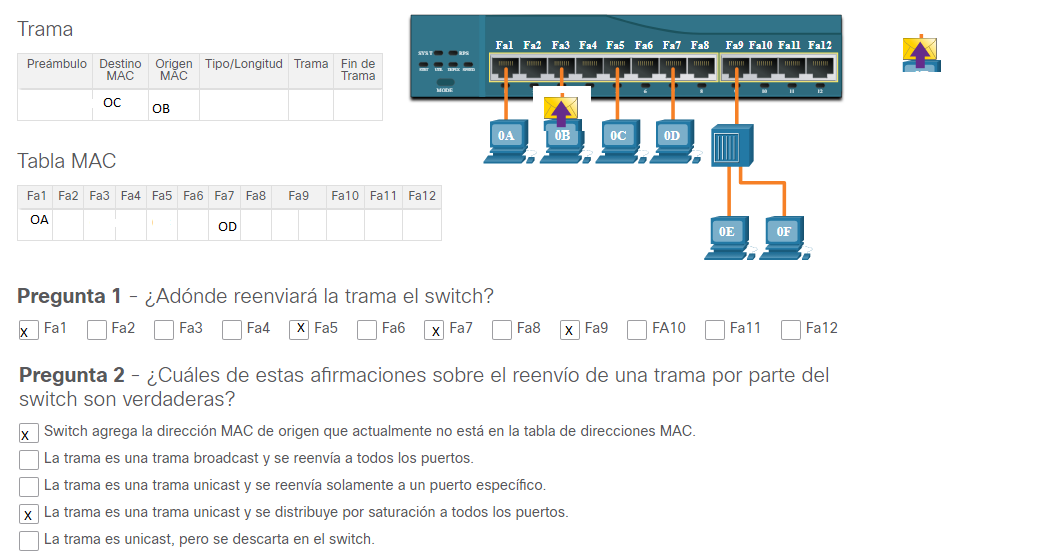 Trama
Preámbulo Destino MAC Origen MAC Tipo/Longitud Trama Fin de Trama
OC OB
Fa1 Fa2 Fa3 Fa4 Fa5 Fa6 Fa7 Fa8 Fa9 Fa10 Fa11 Fa12
MODE
6 8 10 11 12
0A 0B 0C 0D
0E 0F
Tabla MAC
Fa1 Fa2 Fa3 Fa4 Fa5 Fa6 Fa7 Fa8 Fa9 Fa10 Fa11 Fa12
OA OD
Pregunta 1 - ¿Adónde reenviará la trama el switch?
x Fa1 Fa2 Fa3 Fa4 x Fa5 Fa6 x Fa7 Fa8 x Fa9 FA10 Fa11 Fa12
Pregunta 2 - ¿Cuáles de estas afirmaciones sobre el reenvío de una trama por parte del
switch son verdaderas?
x Switch agrega la dirección MAC de origen que actualmente no está en la tabla de direcciones MAC.
La trama es una trama broadcast y se reenvía a todos los puertos.
La trama es una trama unicast y se reenvía solamente a un puerto específico.
x La trama es una trama unicast y se distribuye por saturación a todos los puertos.
La trama es unicast, pero se descarta en el switch.